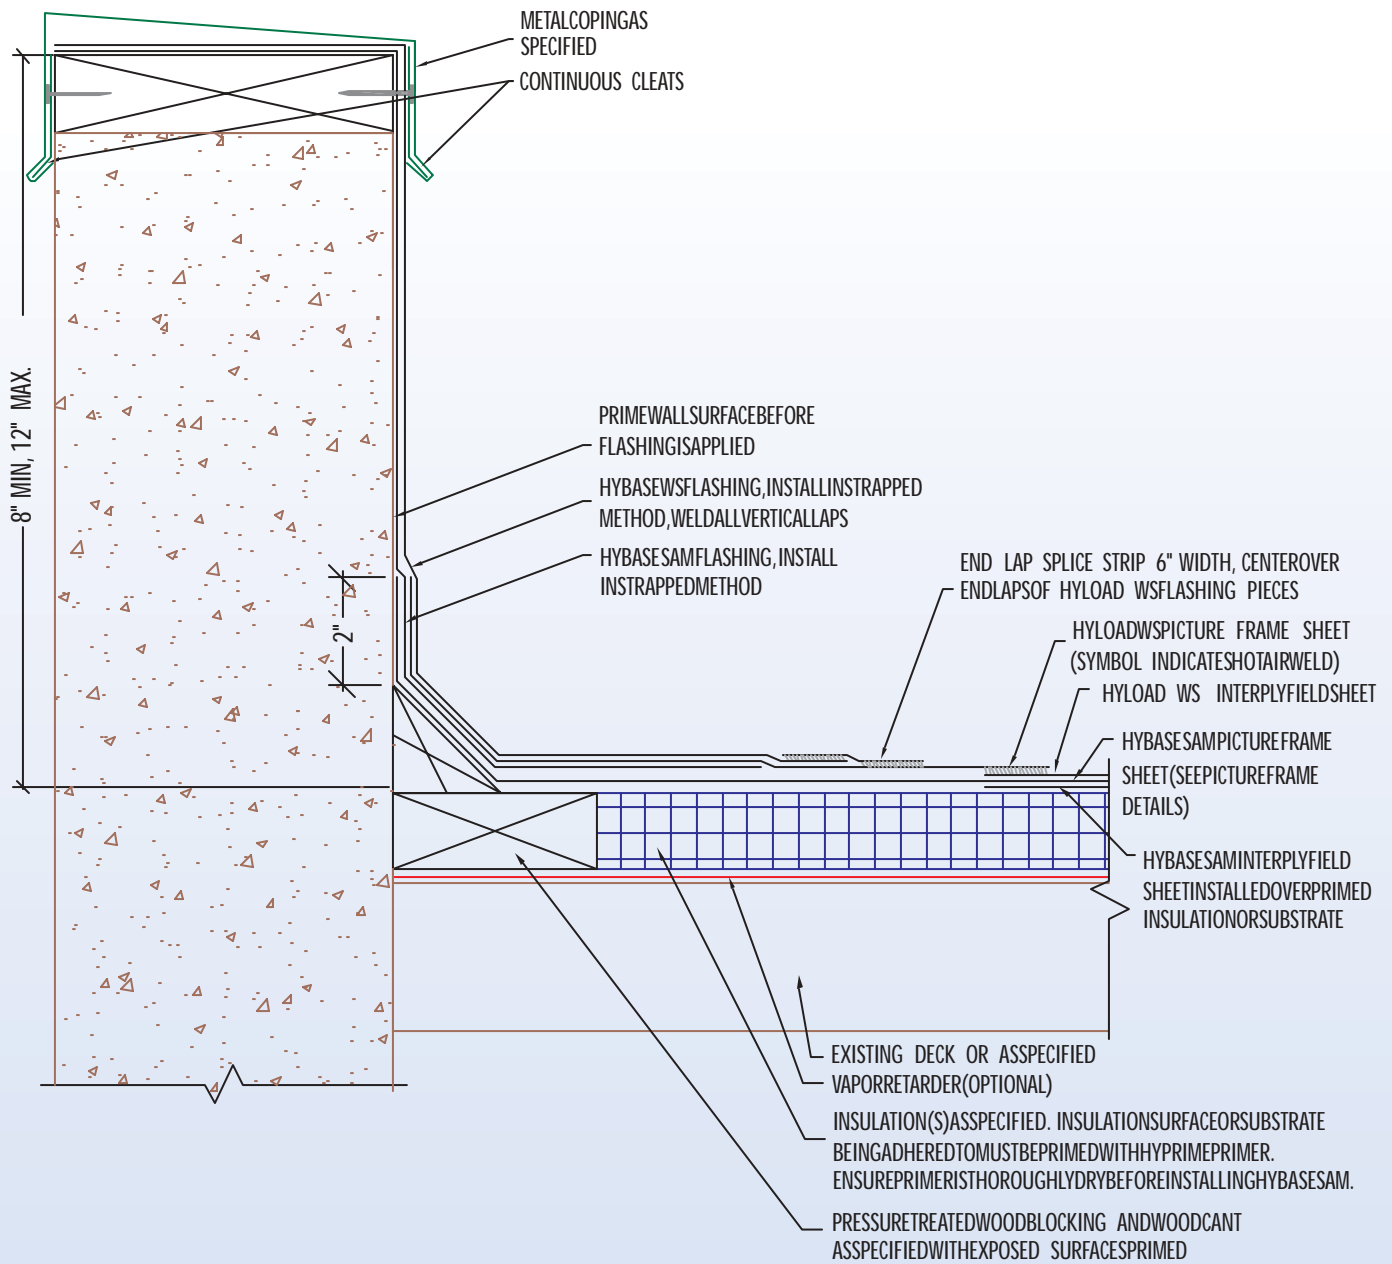 METALCOPINGAS
SPECIFIED
CONTINUOUS CLEATS
8" MIN, 12" MAX.
PRIMEWALLSURFACEBEFORE
FLASHINGISAPPLIED
HYBASEWSFLASHING,INSTALLINSTRAPPED
METHOD,WELDALLVERTICALLAPS
HYBASESAMFLASHING,INSTALL
INSTRAPPEDMETHOD
2"
END LAP SPLICE STRIP 6" WIDTH, CENTEROVER
ENDLAPSOF HYLOAD WSFLASHING PIECES
HYLOADWSPICTURE FRAME SHEET
(SYMBOL INDICATESHOTAIRWELD)
HYLOAD WS INTERPLYFIELDSHEET
HYBASESAMPICTUREFRAME
SHEET(SEEPICTUREFRAME
DETAILS)
HYBASESAMINTERPLYFIELD
SHEETINSTALLEDOVERPRIMED
INSULATIONORSUBSTRATE
EXISTING DECK OR ASSPECIFIED
VAPORRETARDER(OPTIONAL)
INSULATION(S)ASSPECIFIED. INSULATIONSURFACEORSUBSTRATE
BEINGADHEREDTOMUSTBEPRIMEDWITHHYPRIMEPRIMER.
ENSUREPRIMERISTHOROUGHLYDRYBEFOREINSTALLINGHYBASESAM.
PRESSURETREATEDWOODBLOCKING ANDWOODCANT
ASSPECIFIEDWITHEXPOSED SURFACESPRIMED